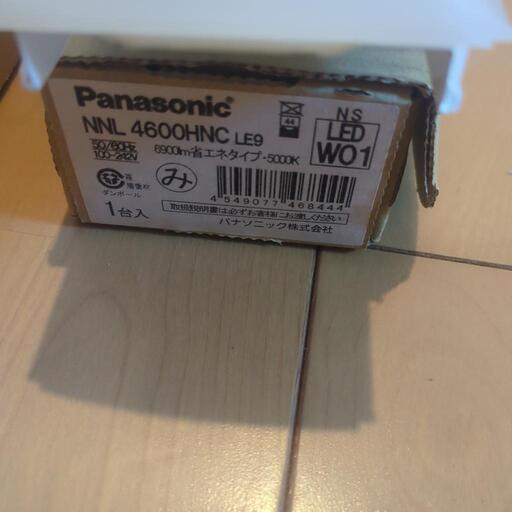 Panasonic
NNL 4600HNC LE9
50/60Hz
100-242V
6900lm省エネタイプ・5000K
44
NS
LED
W01
み
段ボール
1台入
4 549077 468444
取扱説明書は必ずお客様にお渡しください。
パナソニック株式会社